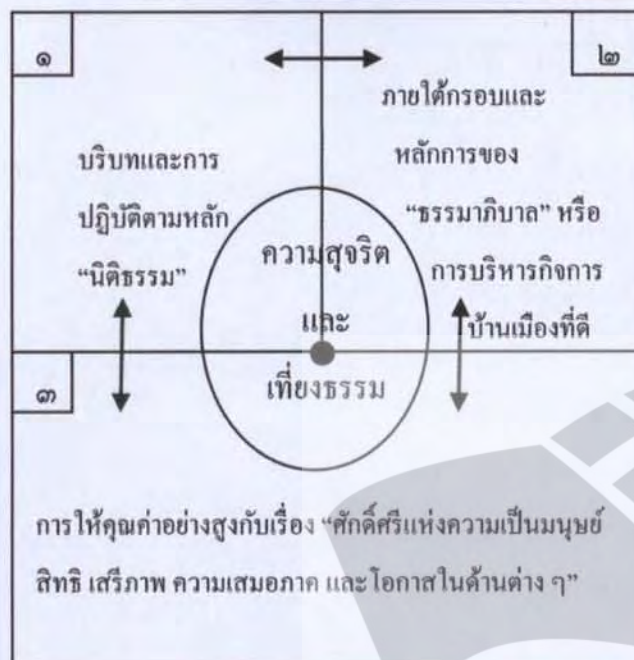 ๑
บริบทและการ
ปฏิบัติตามหลัก
“นิติธรรม”
๒
ภายใต้กรอบและ
หลักการของ
“ธรรมาภิบาล” หรือ
การบริหารกิจการ
บ้านเมืองที่ดี
ความสุจริต
และ
เที่ยงธรรม
๓
การให้คุณค่าอย่างสูงกับเรื่อง “ศักดิ์ศรีแห่งความเป็นมนุษย์
สิทธิ เสรีภาพ ความเสมอภาค และโอกาสในด้านต่าง ๆ”